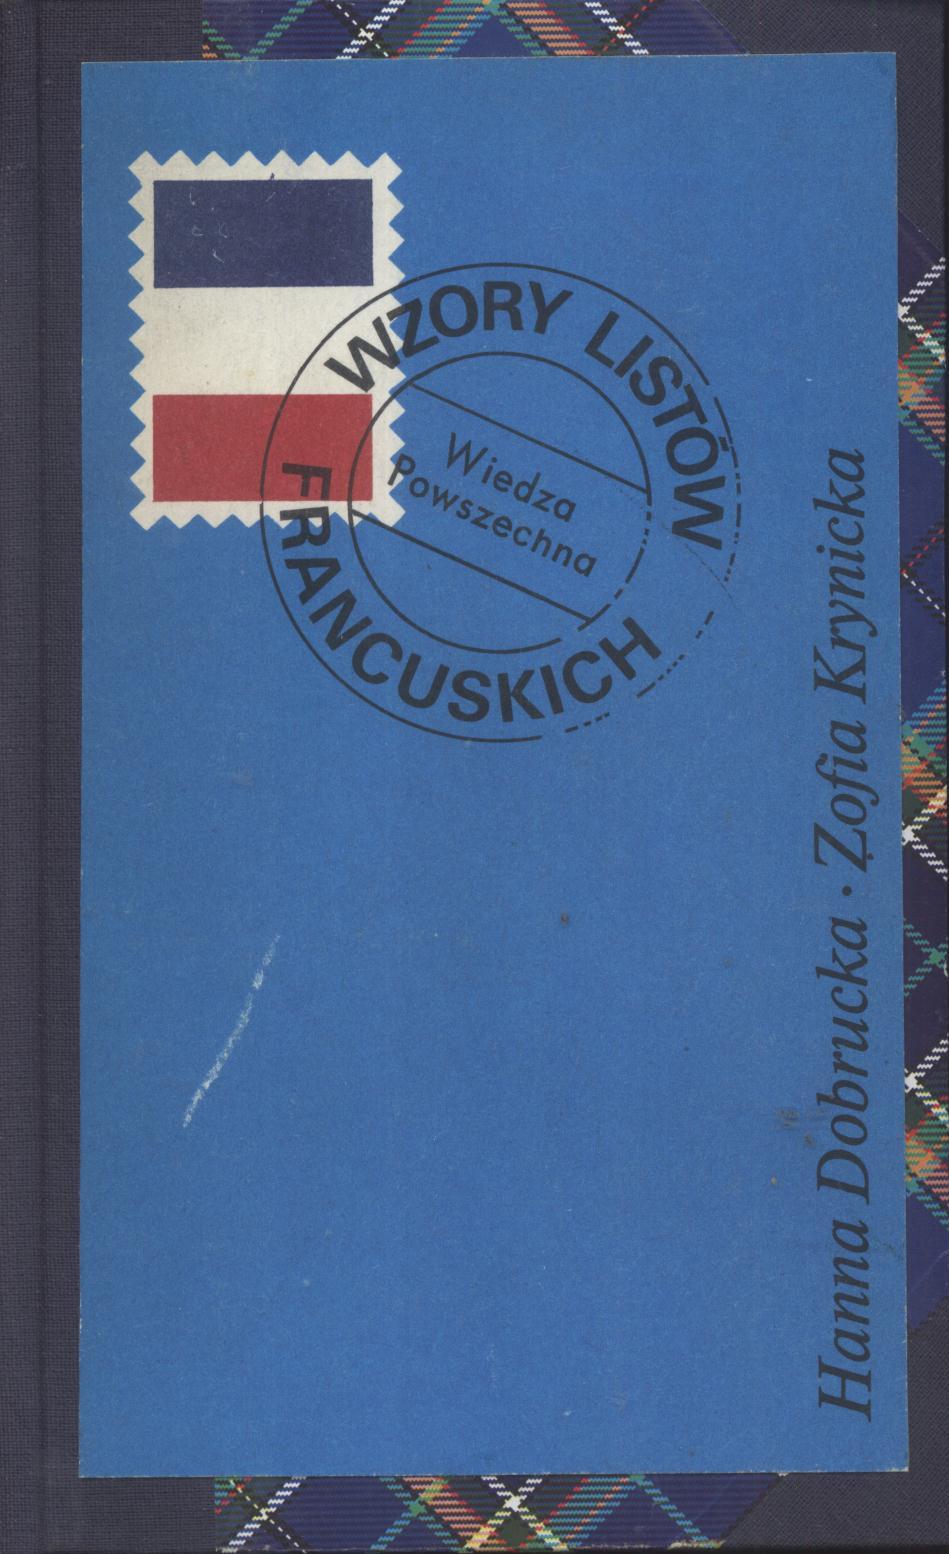 WZORY LISTÓW
FRANCUSKICH
Wiedza
Powszechna
Hanna Dobrucka · Zofia Krynicka